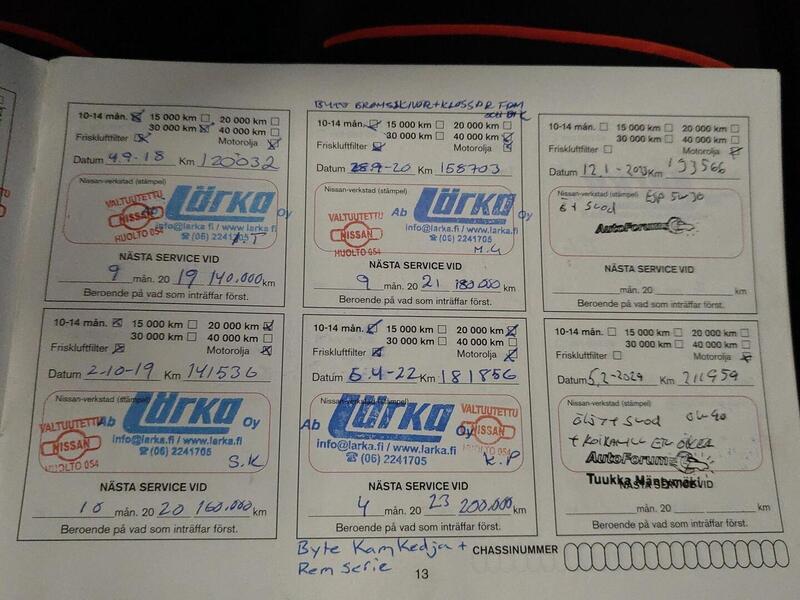 10-14 mån. 15 000 km 20 000 km
30 000 km 40 000 km
Friskluftfilter Motorolja
Datum 4.9-18 Km 120032
Nissan-verkstad (stämpel)
VALTUUTETTU
NISSAN
HUOLTO 054
Lärka Oy
info@larka.fi / www.larka.fi
(06) 2241705
A.T
NÄSTA SERVICE VID
9 mån. 20 19 140.000 km
Beroende på vad som inträffar först.
10-14 mån. 15 000 km 20 000 km
30 000 km 40 000 km
Friskluftfilter Motorolja
Datum 2-10-19 Km 141536
Nissan-verkstad (stämpel)
VALTUUTETTU
NISSAN
HUOLTO 054
Ab Lärka Oy
info@larka.fi / www.larka.fi
(06) 2241705
S.K
NÄSTA SERVICE VID
10 mån. 20 20 160.000 km
Beroende på vad som inträffar först.
BYTE BROMSSKIVOR+KLOSSAR FRAM
10-14 mån. 15 000 km 20 000 km
30 000 km 40 000 km
Friskluftfilter Motorolja
Datum 28.9-20 Km 158703
Nissan-verkstad (stämpel)
VALTUUTETTU
NISSAN
HUOLTO 054
Ab Lärka Oy
info@larka.fi / www.larka.fi
(06) 2241705
M.G
NÄSTA SERVICE VID
9 mån. 20 21 180.000 km
Beroende på vad som inträffar först.
10-14 mån. 15 000 km 20 000 km
30 000 km 40 000 km
Friskluftfilter Motorolja
Datum 5.4-22 Km 181856
Nissan-verkstad (stämpel)
Ab Lärka Oy
VALTUUTETTU
NISSAN
HUOLTO 054
info@larka.fi / www.larka.fi
(06) 2241705
K.P
NÄSTA SERVICE VID
4 mån. 20 23 200.000 km
Beroende på vad som inträffar först.
Byte Kamkedja +
Rem serie
10-14 mån. 15 000 km 20 000 km
30 000 km 40 000 km
Friskluftfilter Motorolja
Datum 12.1-2023 Km 193566
Nissan-verkstad (stämpel) 5W30
AutoForum
NÄSTA SERVICE VID
mån. 20 km
Beroende på vad som inträffar först.
10-14 mån. 15 000 km 20 000 km
30 000 km 40 000 km
Friskluftfilter Motorolja
Datum 5.2-2024 Km 211959
Nissan-verkstad (stämpel)
AutoForum
Tuukka Mäntymäki
NÄSTA SERVICE VID
mån. 20 km
Beroende på vad som inträffar först.
CHASSINUMMER
13